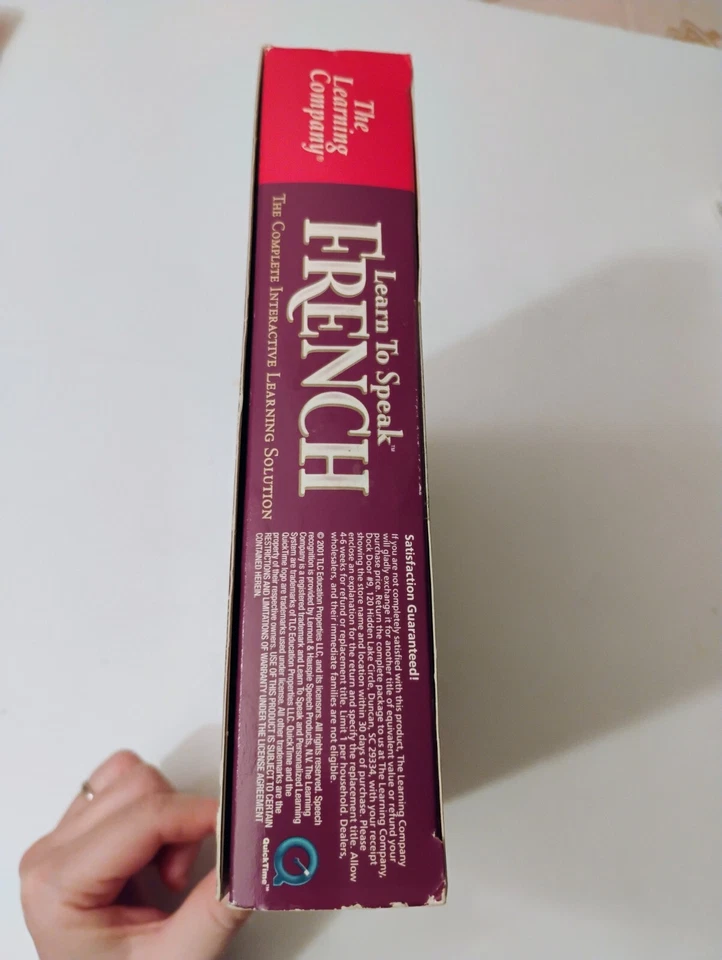 The
Learning
Company®
Learn To Speak™
FRENCH
THE COMPLETE INTERACTIVE LEARNING SOLUTION
Satisfaction Guaranteed!
If you are not completely satisfied with this product, The Learning Company
will gladly exchange it for another title of equivalent value or refund your
purchase price. Return the complete package to us at The Learning Company,
Dock Door #9, 120 Hidden Lake Circle, Duncan, SC 29334, with your receipt
showing the store name and location within 30 days of purchase. Please
enclose an explanation for the return and specify the replacement title. Allow
4-6 weeks for refund or replacement title. Limit 1 per household. Dealers,
wholesalers, and their immediate families are not eligible.
© 2001 TLC Education Properties LLC, and its licensors. All rights reserved. Speech
recognition is provided by Lernout & Hauspie Speech Products, N.V. The Learning
Company is a registered trademark and Learn To Speak and Personalized Learning
System are trademarks of TLC Education Properties LLC. QuickTime and the
QuickTime logo are trademarks used under license. All other trademarks are the
property of their respective owners. USE OF THIS PRODUCT IS SUBJECT TO CERTAIN
RESTRICTIONS AND LIMITATIONS OF WARRANTY UNDER THE LICENSE AGREEMENT
CONTAINED HEREIN.
QuickTime™